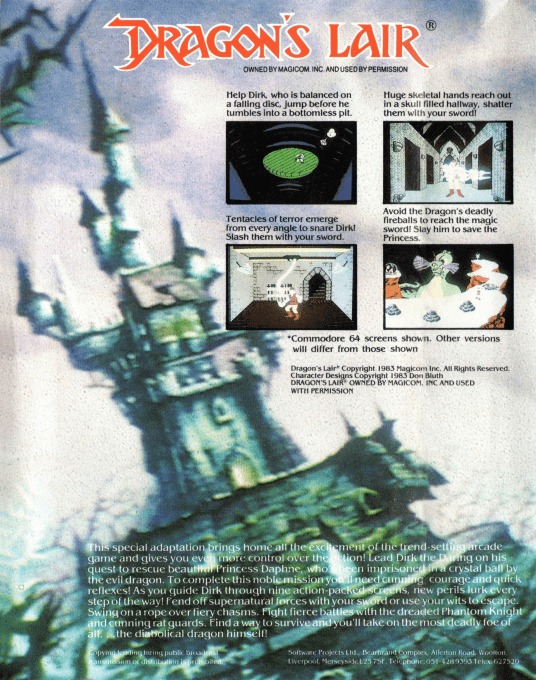 DRAGON'S LAIR®
OWNED BY MAGICOM, INC. AND USED BY PERMISSION
Help Dirk, who is balanced on
a falling disc, jump before he
tumbles into a bottomless pit.
Huge skeletal hands reach out
in a skull filled hallway, shatter
them with your sword!
Tentacles of terror emerge
from every angle to snare Dirk!
Slash them with your sword.
Avoid the Dragon's deadly
fireballs to reach the magic
sword! Slay him to save the
Princess.
*Commodore 64 screens shown. Other versions
will differ from those shown
Dragon's Lair® Copyright 1983 Magicom Inc. All Rights Reserved.
Character Designs Copyright 1983 Don Bluth
DRAGON'S LAIR® OWNED BY MAGICOM, INC AND USED
WITH PERMISSION
This special adaptation brings home all the excitement of the trend-setting arcade
game and gives you even more control over the action! Lead Dirk the Daring on his
quest to rescue beautiful Princess Daphne, who's been imprisoned in a crystal ball by
the evil dragon. To complete this noble mission you'll need cunning courage and quick
reflexes! As you guide Dirk through nine action-packed screens, new perils lurk every
step of the way! Fend off supernatural forces with your sword or use your wits to escape.
Swing on a rope over fiery chasms. Fight fierce battles with the dreaded Phantom Knight
and cunning rat guards. Find a way to survive and you'll take on the most deadly foe of
all. ...the diabolical dragon himself!
Copying lending hiring public broadcast
transmission or distribution is prohibited.
Software Projects Ltd., Bearbrand Complex, Allerton Road, Woolton,
Liverpool, Merseyside L25 7SF. Telephone: 051-428 9393 Telex: 627520